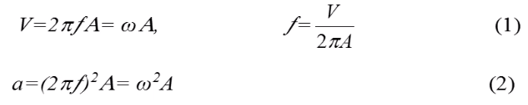 V=2πfA= ωA, f=V/2πA (1)
a=(2πf)²A= ω²A (2)